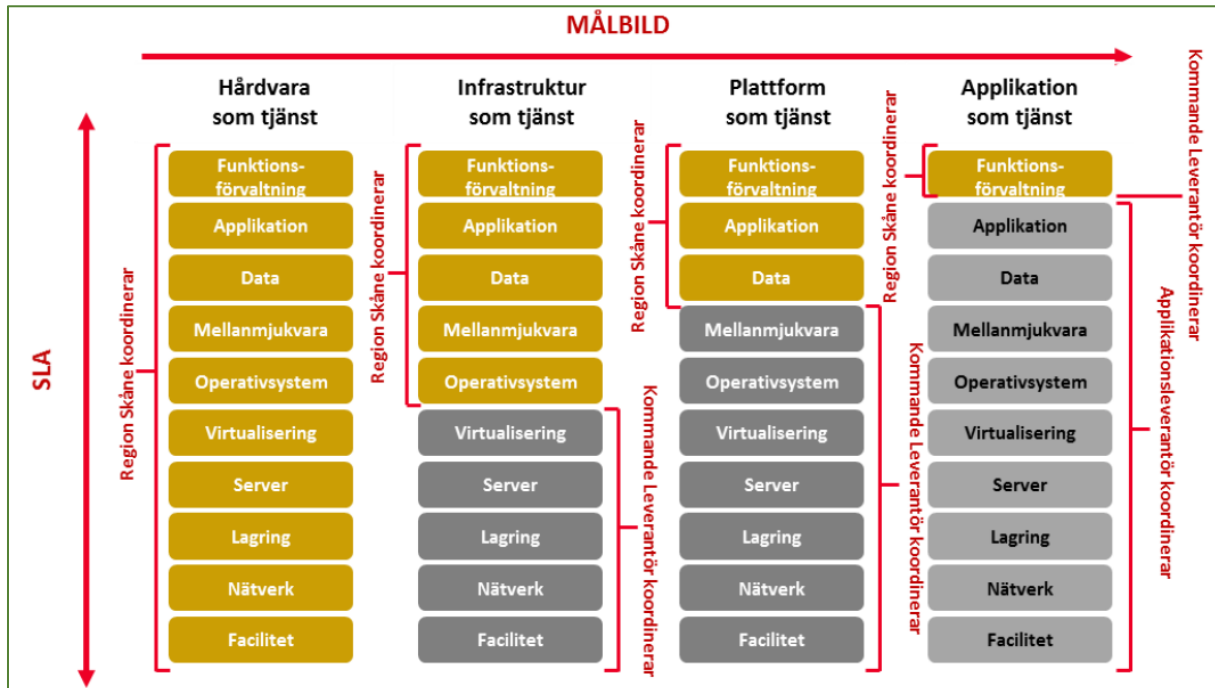 MÅLBILD
SLA
Hårdvara
som tjänst
Region Skåne koordinerar
Funktions-
förvaltning
Applikation
Data
Mellanmjukvara
Operativsystem
Virtualisering
Server
Lagring
Nätverk
Facilitet
Infrastruktur
som tjänst
Region Skåne koordinerar
Funktions-
förvaltning
Applikation
Data
Mellanmjukvara
Operativsystem
Virtualisering
Server
Lagring
Nätverk
Facilitet
Kommande Leverantör koordinerar
Plattform
som tjänst
Region Skåne koordinerar
Funktions-
förvaltning
Applikation
Data
Mellanmjukvara
Operativsystem
Virtualisering
Server
Lagring
Nätverk
Facilitet
Kommande Leverantör koordinerar
Applikation
som tjänst
Region Skåne koordinerar
Funktions-
förvaltning
Applikation
Data
Mellanmjukvara
Operativsystem
Virtualisering
Server
Lagring
Nätverk
Facilitet
Applikationsleverantör koordinerar
Kommande Leverantör koordinerar